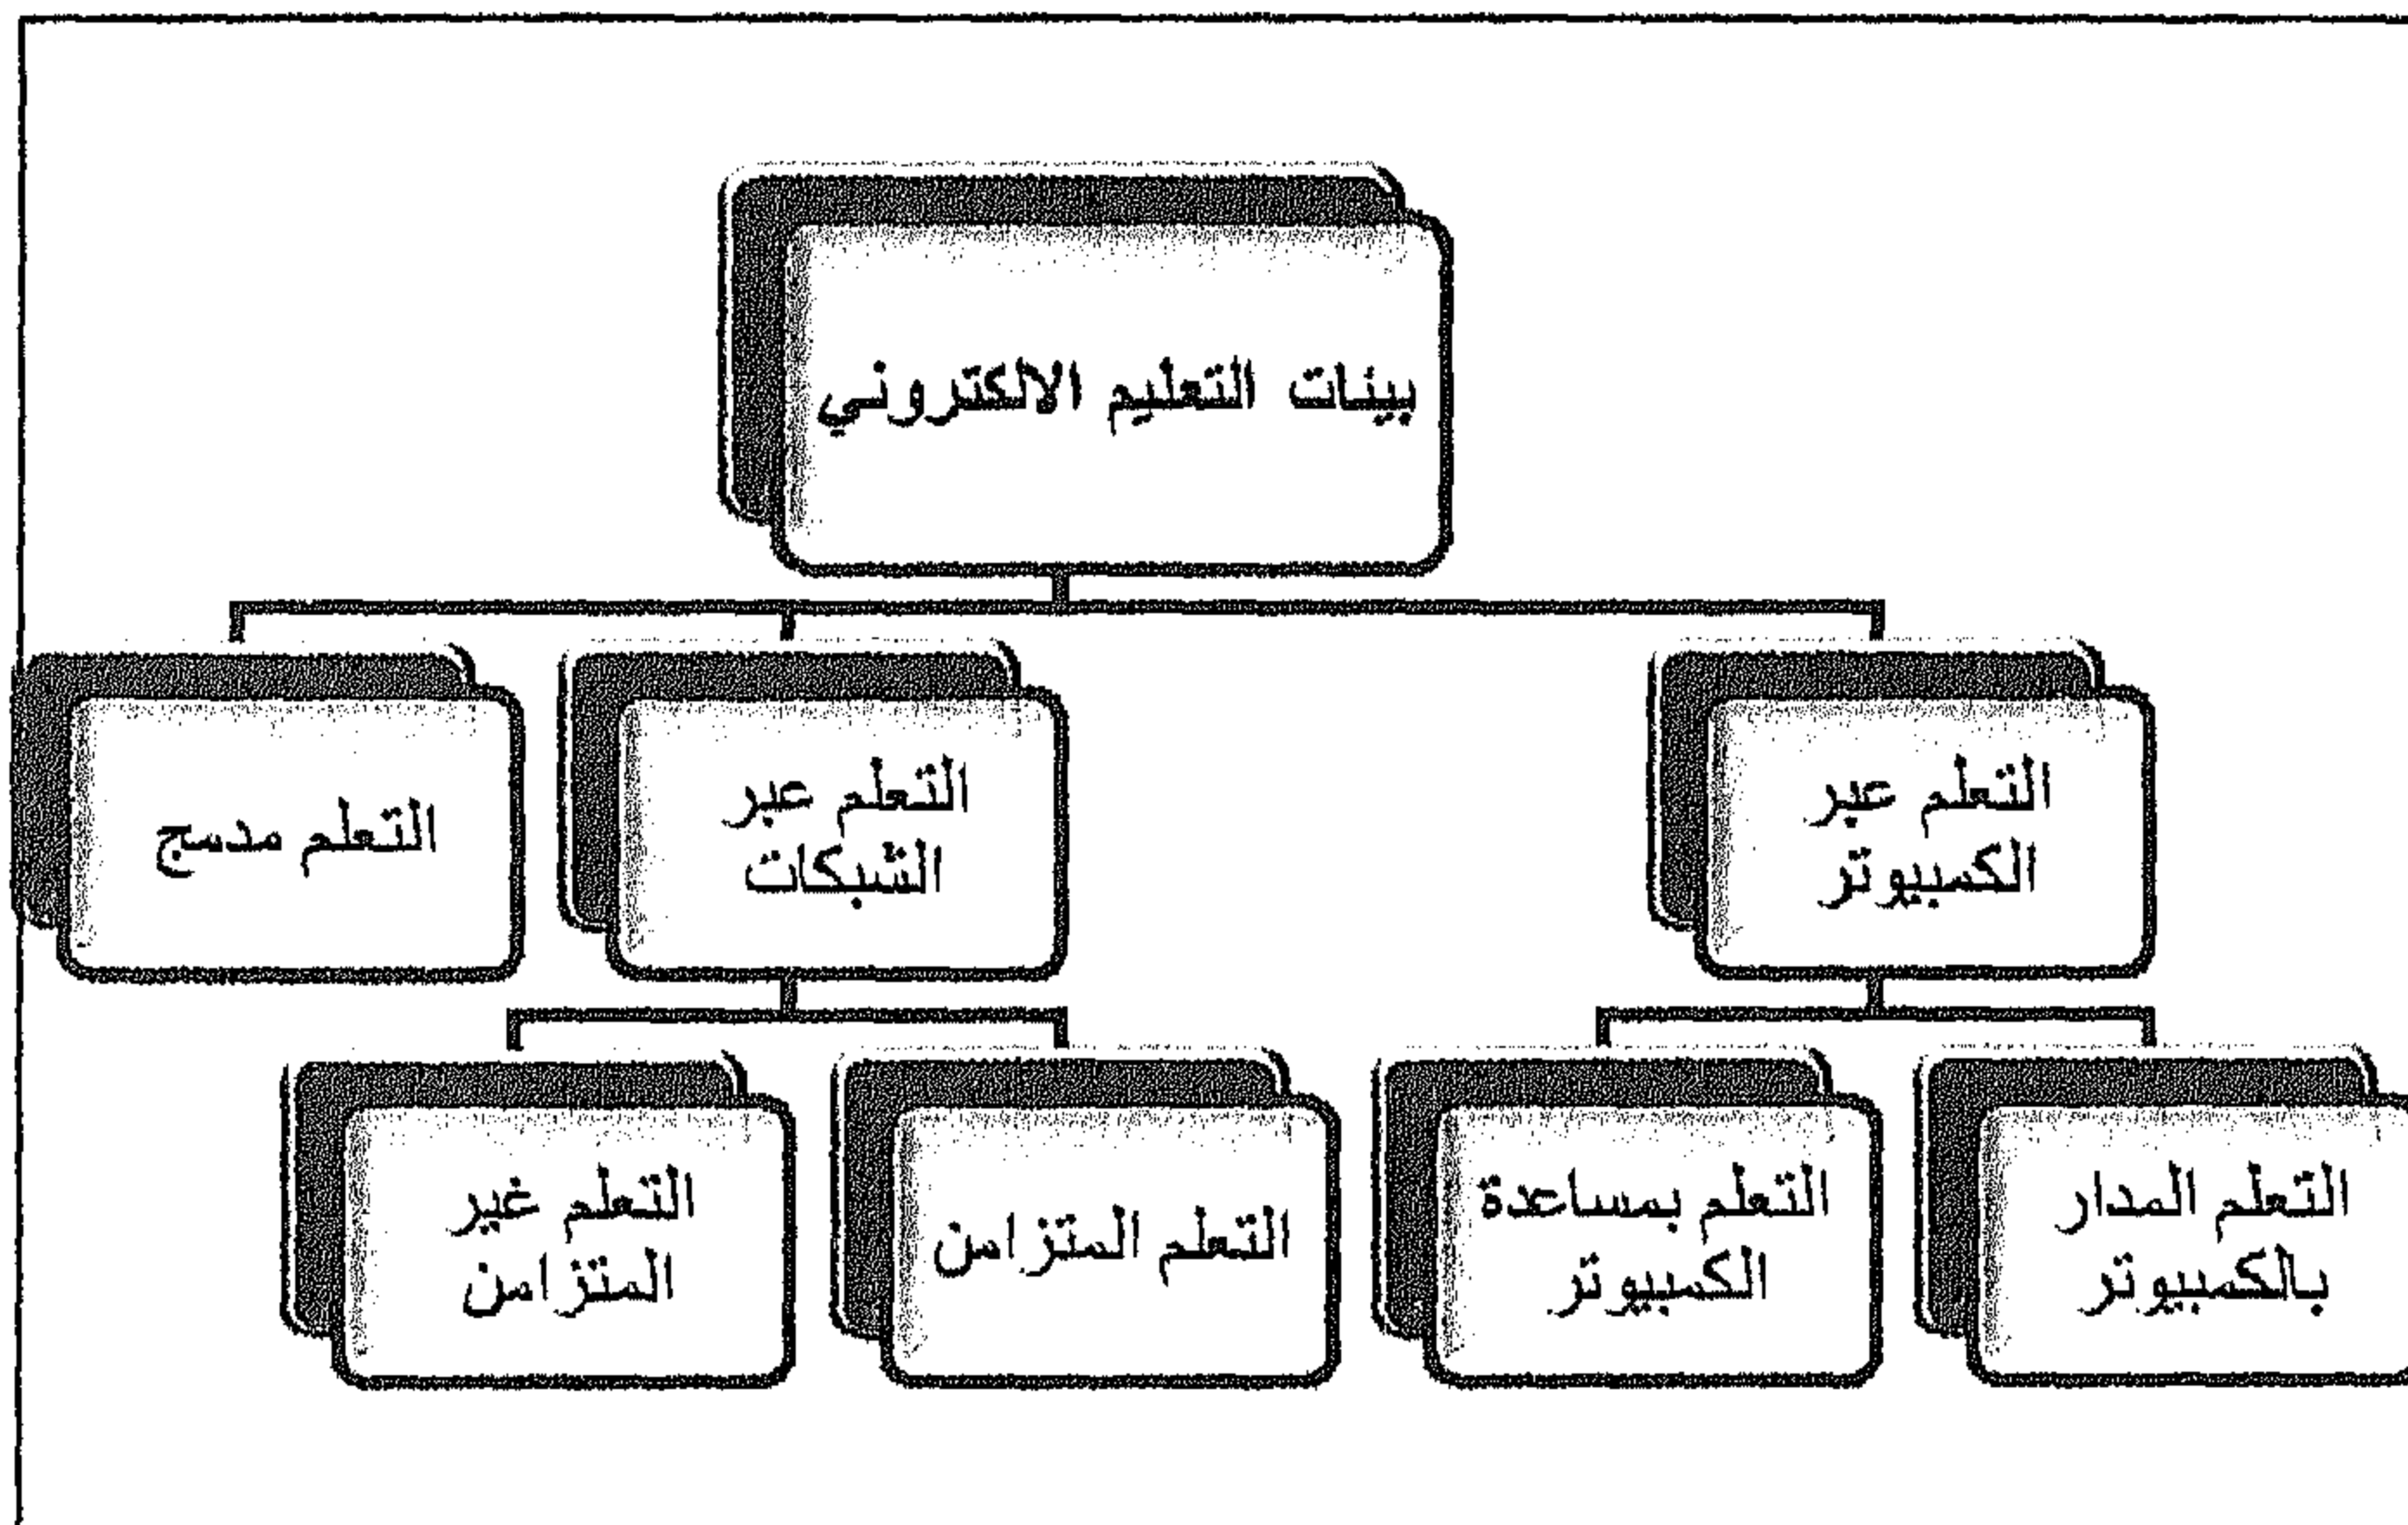 بيئات التعليم الالكتروني
التعلم عبر
الكمبيوتر
التعلم عبر
الشبكات
التعلم مدمج
التعلم المدار
بالكمبيوتر
التعلم بمساعدة
الكمبيوتر
التعلم المتزامن
التعلم غير
المتزامن